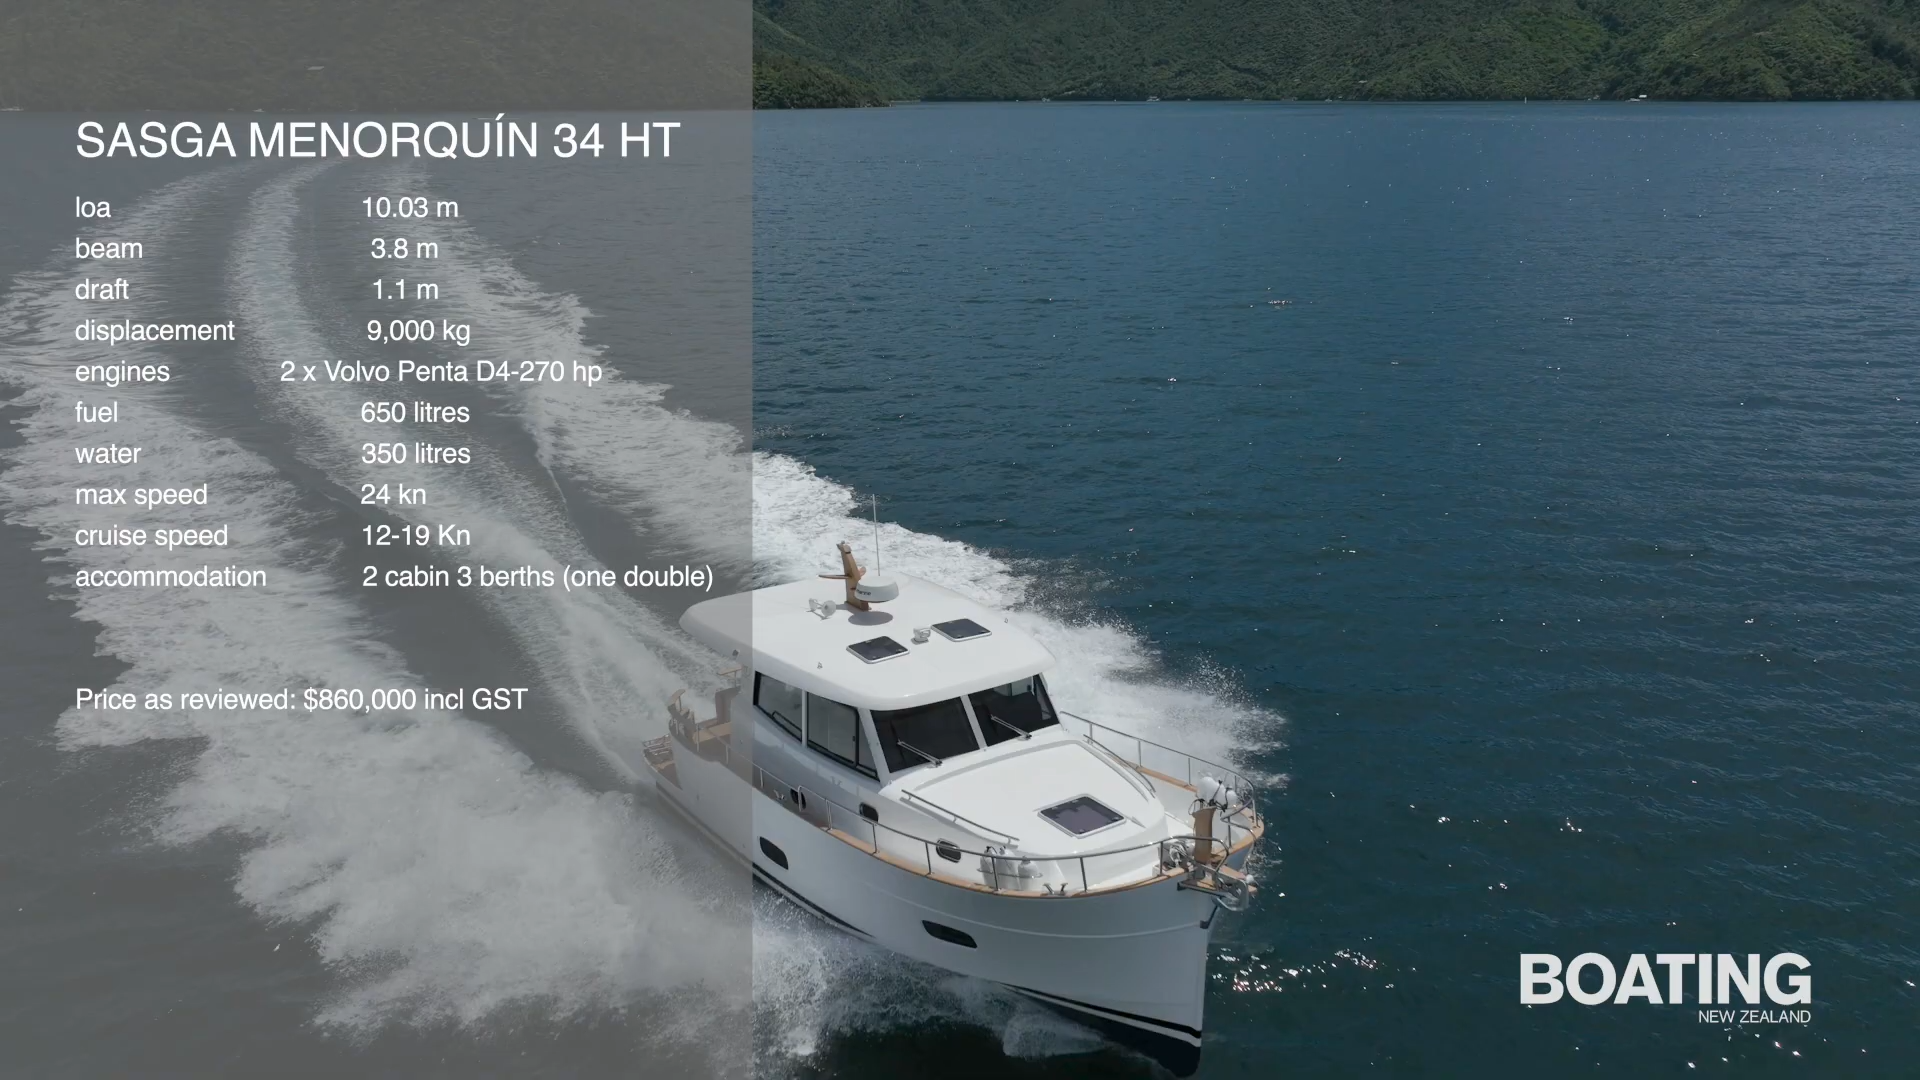 SASGA MENORQUÍN 34 HT
loa 10.03 m
beam 3.8 m
draft 1.1 m
displacement 9,000 kg
engines 2 x Volvo Penta D4-270 hp
fuel 650 litres
water 350 litres
max speed 24 kn
cruise speed 12-19 Kn
accommodation 2 cabin 3 berths (one double)
Price as reviewed: $860,000 incl GST
BOATING
NEW ZEALAND